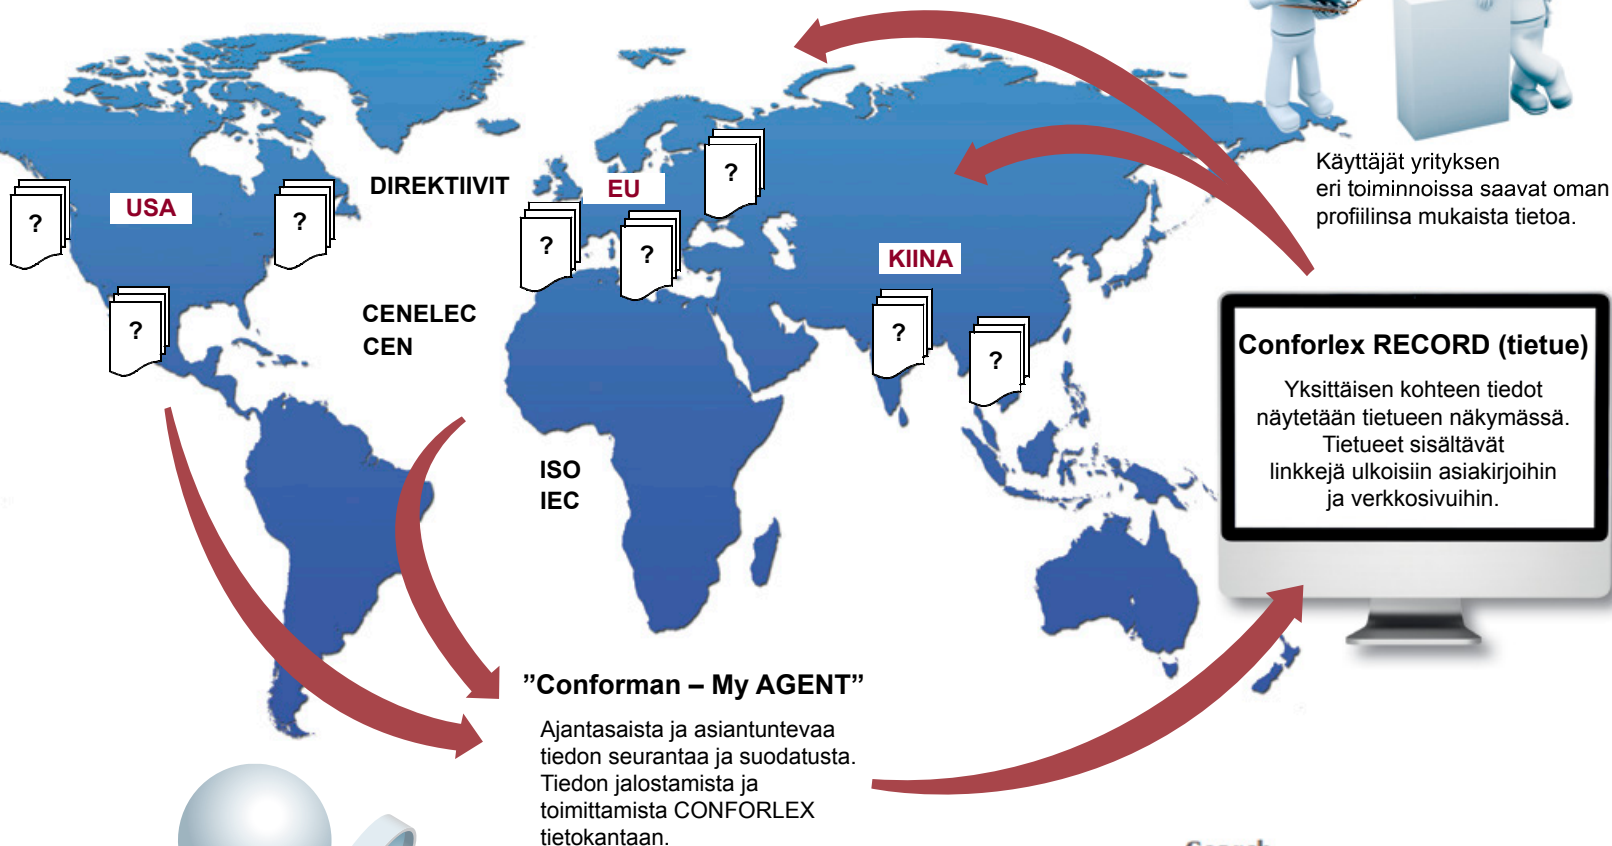 Käyttäjät yrityksen
eri toiminnoissa saavat oman
profiilinsa mukaista tietoa.
DIREKTIIVIT
EU
USA
?
?
?
?
?
?
KIINA
CENELEC
CEN
?
?
Conforlex RECORD (tietue)
Yksittäisen kohteen tiedot
näytetään tietueen näkymässä.
Tietueet sisältävät
linkkejä ulkoisiin asiakirjoihin
ja verkkosivuihin.
ISO
IEC
”Conforman – My AGENT”
Ajantasaista ja asiantuntevaa
tiedon seurantaa ja suodatusta.
Tiedon jalostamista ja
toimittamista CONFORLEX
tietokantaan.